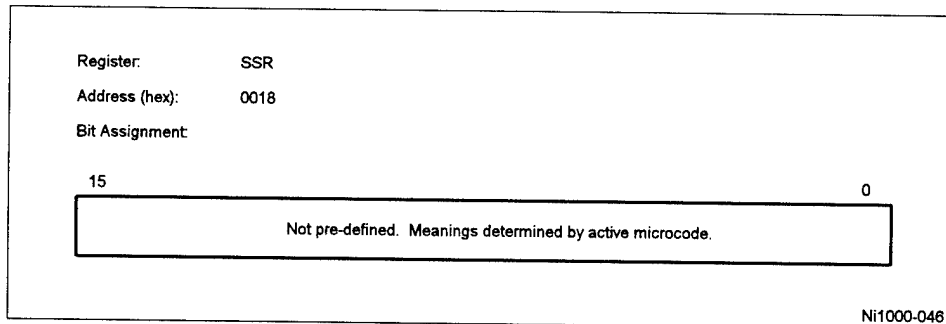 Register: SSR
Address (hex): 0018
Bit Assignment:
15 0
Not pre-defined. Meanings determined by active microcode.
Ni1000-046